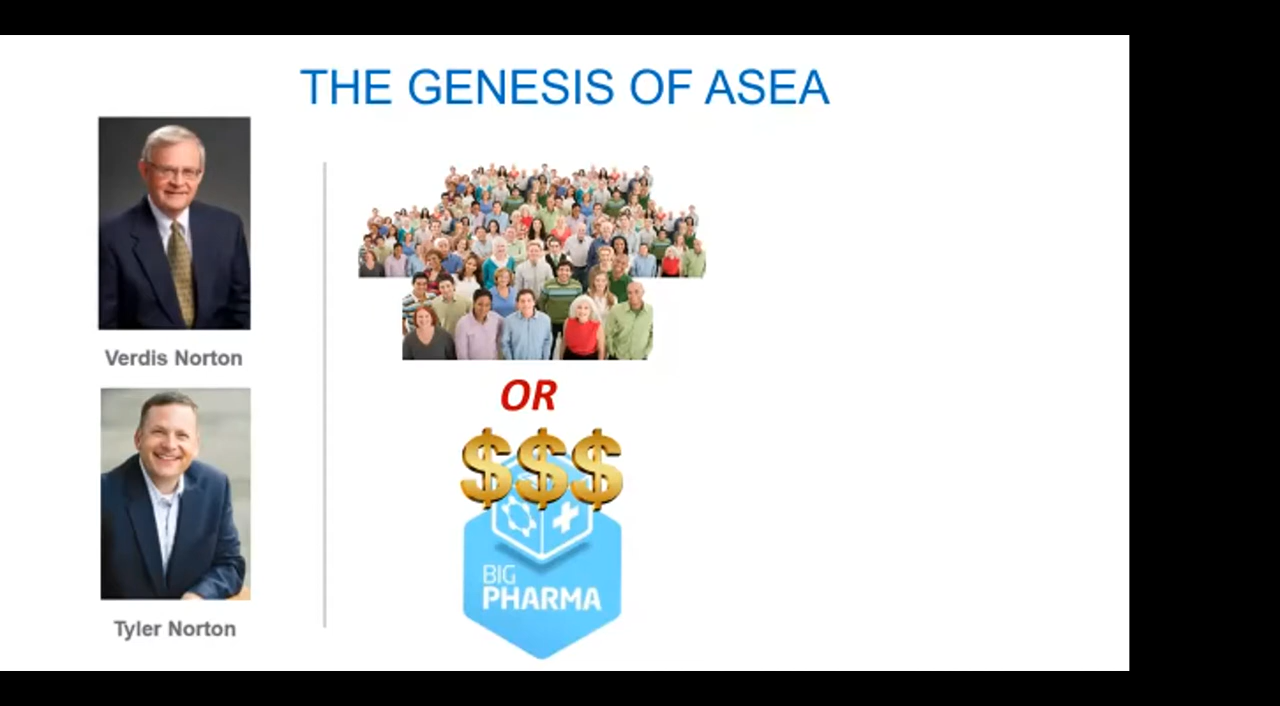 THE GENESIS OF ASEA
Verdis Norton
OR
$$$
BIG
PHARMA
Tyler Norton